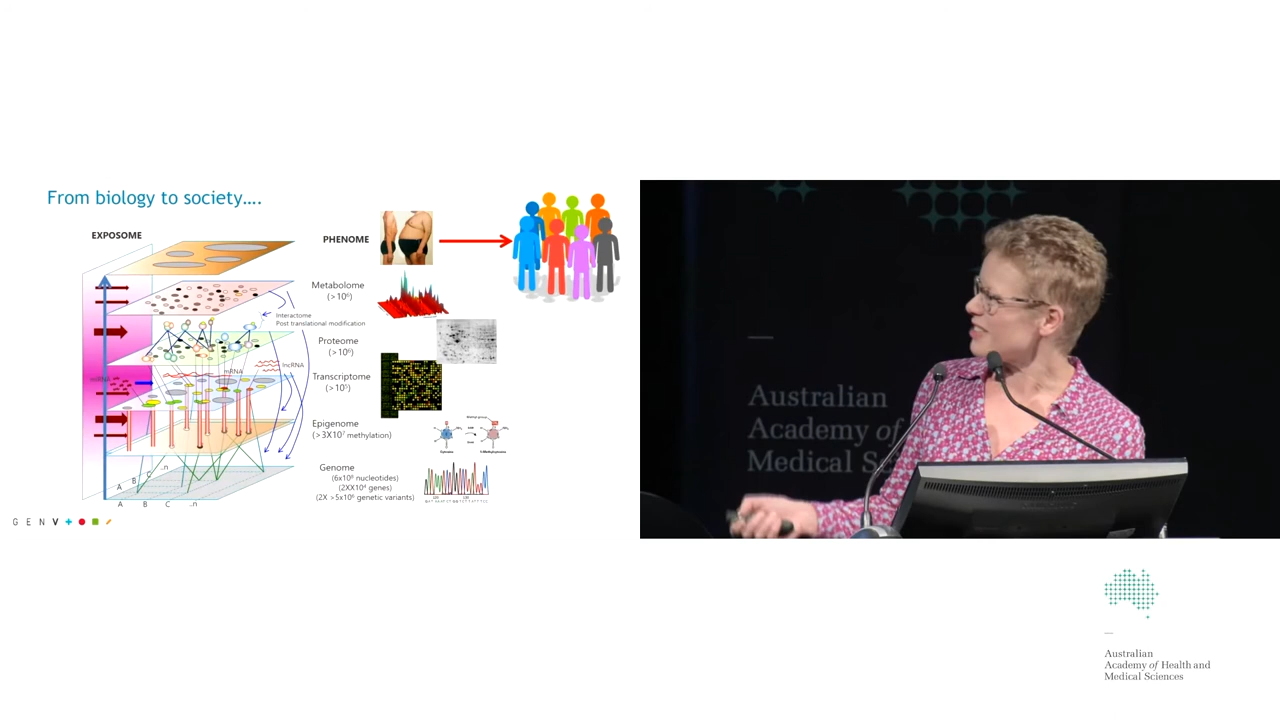 From biology to society....
EXPOSOME
PHENOME
Metabolome
(>10⁶)
Interactome
Post translational modification
Proteome
(>10⁶)
lncRNA
mRNA
Transcriptome
(>10⁵)
miRNA
Epigenome
(>3X10⁷ methylation)
Genome
(6x10⁹ nucleotides)
(2XX10⁴ genes)
(2X >5x10⁶ genetic variants)
A B C ..n
A B C ..n
GENV
Australian
Academy of
Medical Sc
Australian
Academy of Health and
Medical Sciences